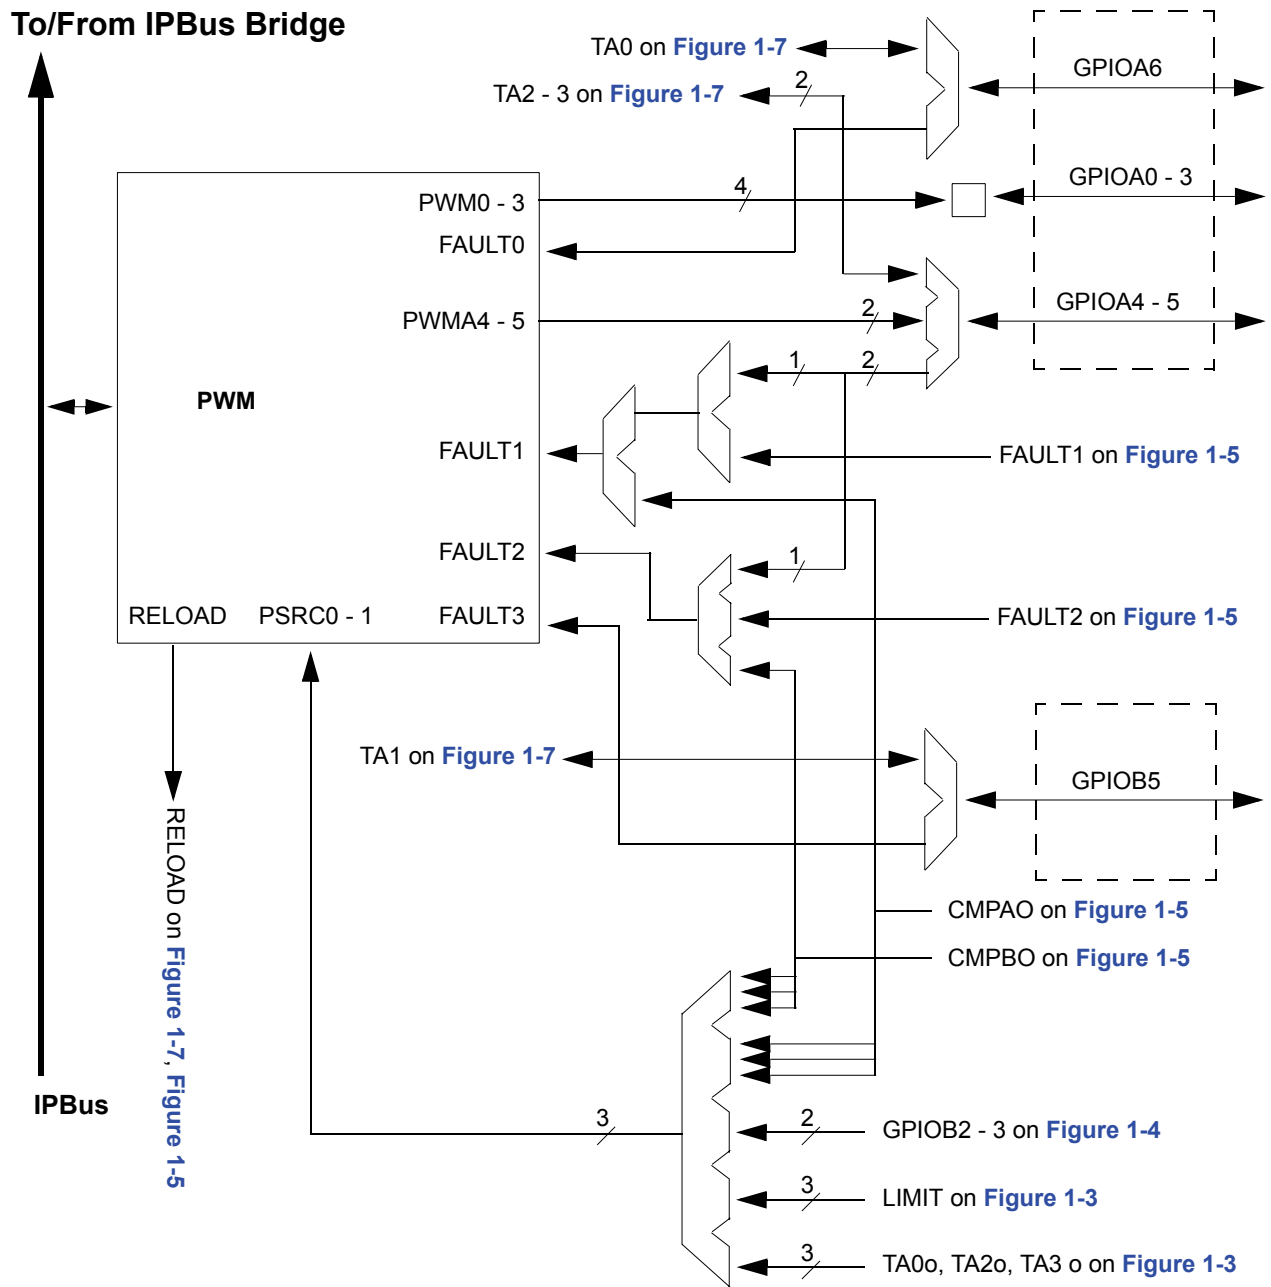 To/From IPBus Bridge
TA0 on Figure 1-7
TA2 - 3 on Figure 1-7
2
GPIOA6
PWM0 - 3
4
GPIOA0 - 3
FAULT0
PWMA4 - 5
2
GPIOA4 - 5
1
2
PWM
FAULT1
FAULT1 on Figure 1-5
FAULT2
1
RELOAD
PSRC0 - 1
FAULT3
FAULT2 on Figure 1-5
TA1 on Figure 1-7
GPIOB5
RELOAD on Figure 1-7, Figure 1-5
CMPAO on Figure 1-5
CMPBO on Figure 1-5
IPBus
3
2
GPIOB2 - 3 on Figure 1-4
3
LIMIT on Figure 1-3
3
TA0o, TA2o, TA3 o on Figure 1-3